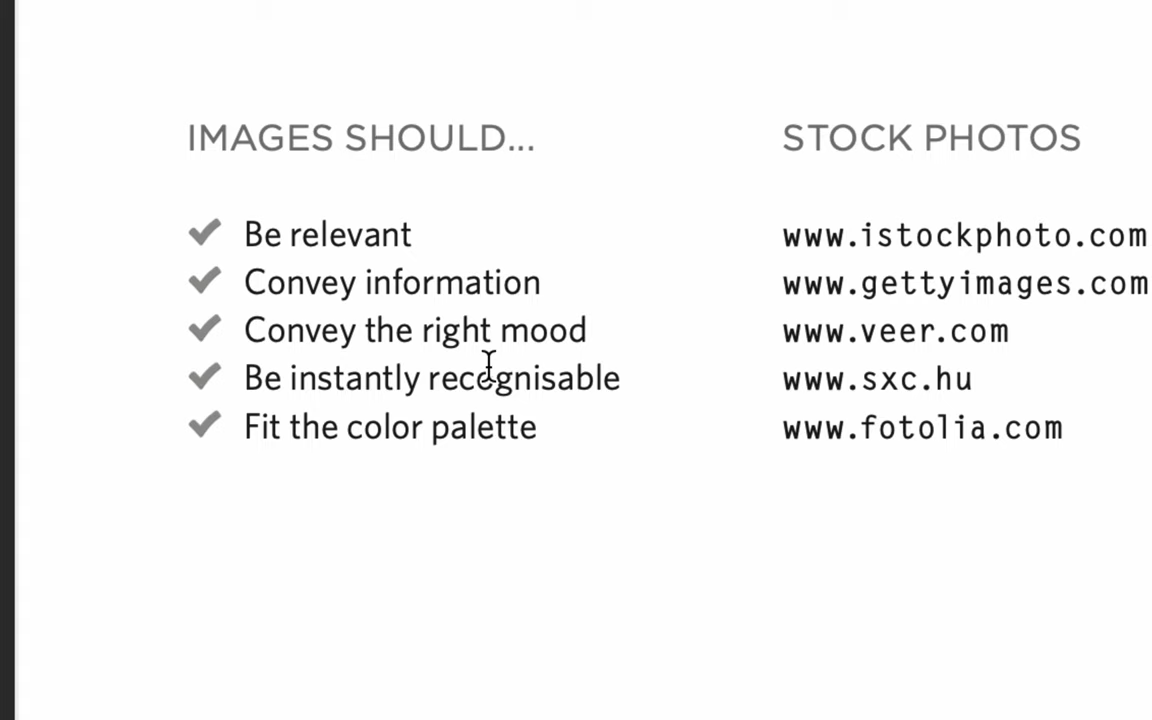 IMAGES SHOULD...
Be relevant
Convey information
Convey the right mood
Be instantly recognisable
Fit the color palette
STOCK PHOTOS
www.istockphoto.com
www.gettyimages.com
www.veer.com
www.sxc.hu
www.fotolia.com